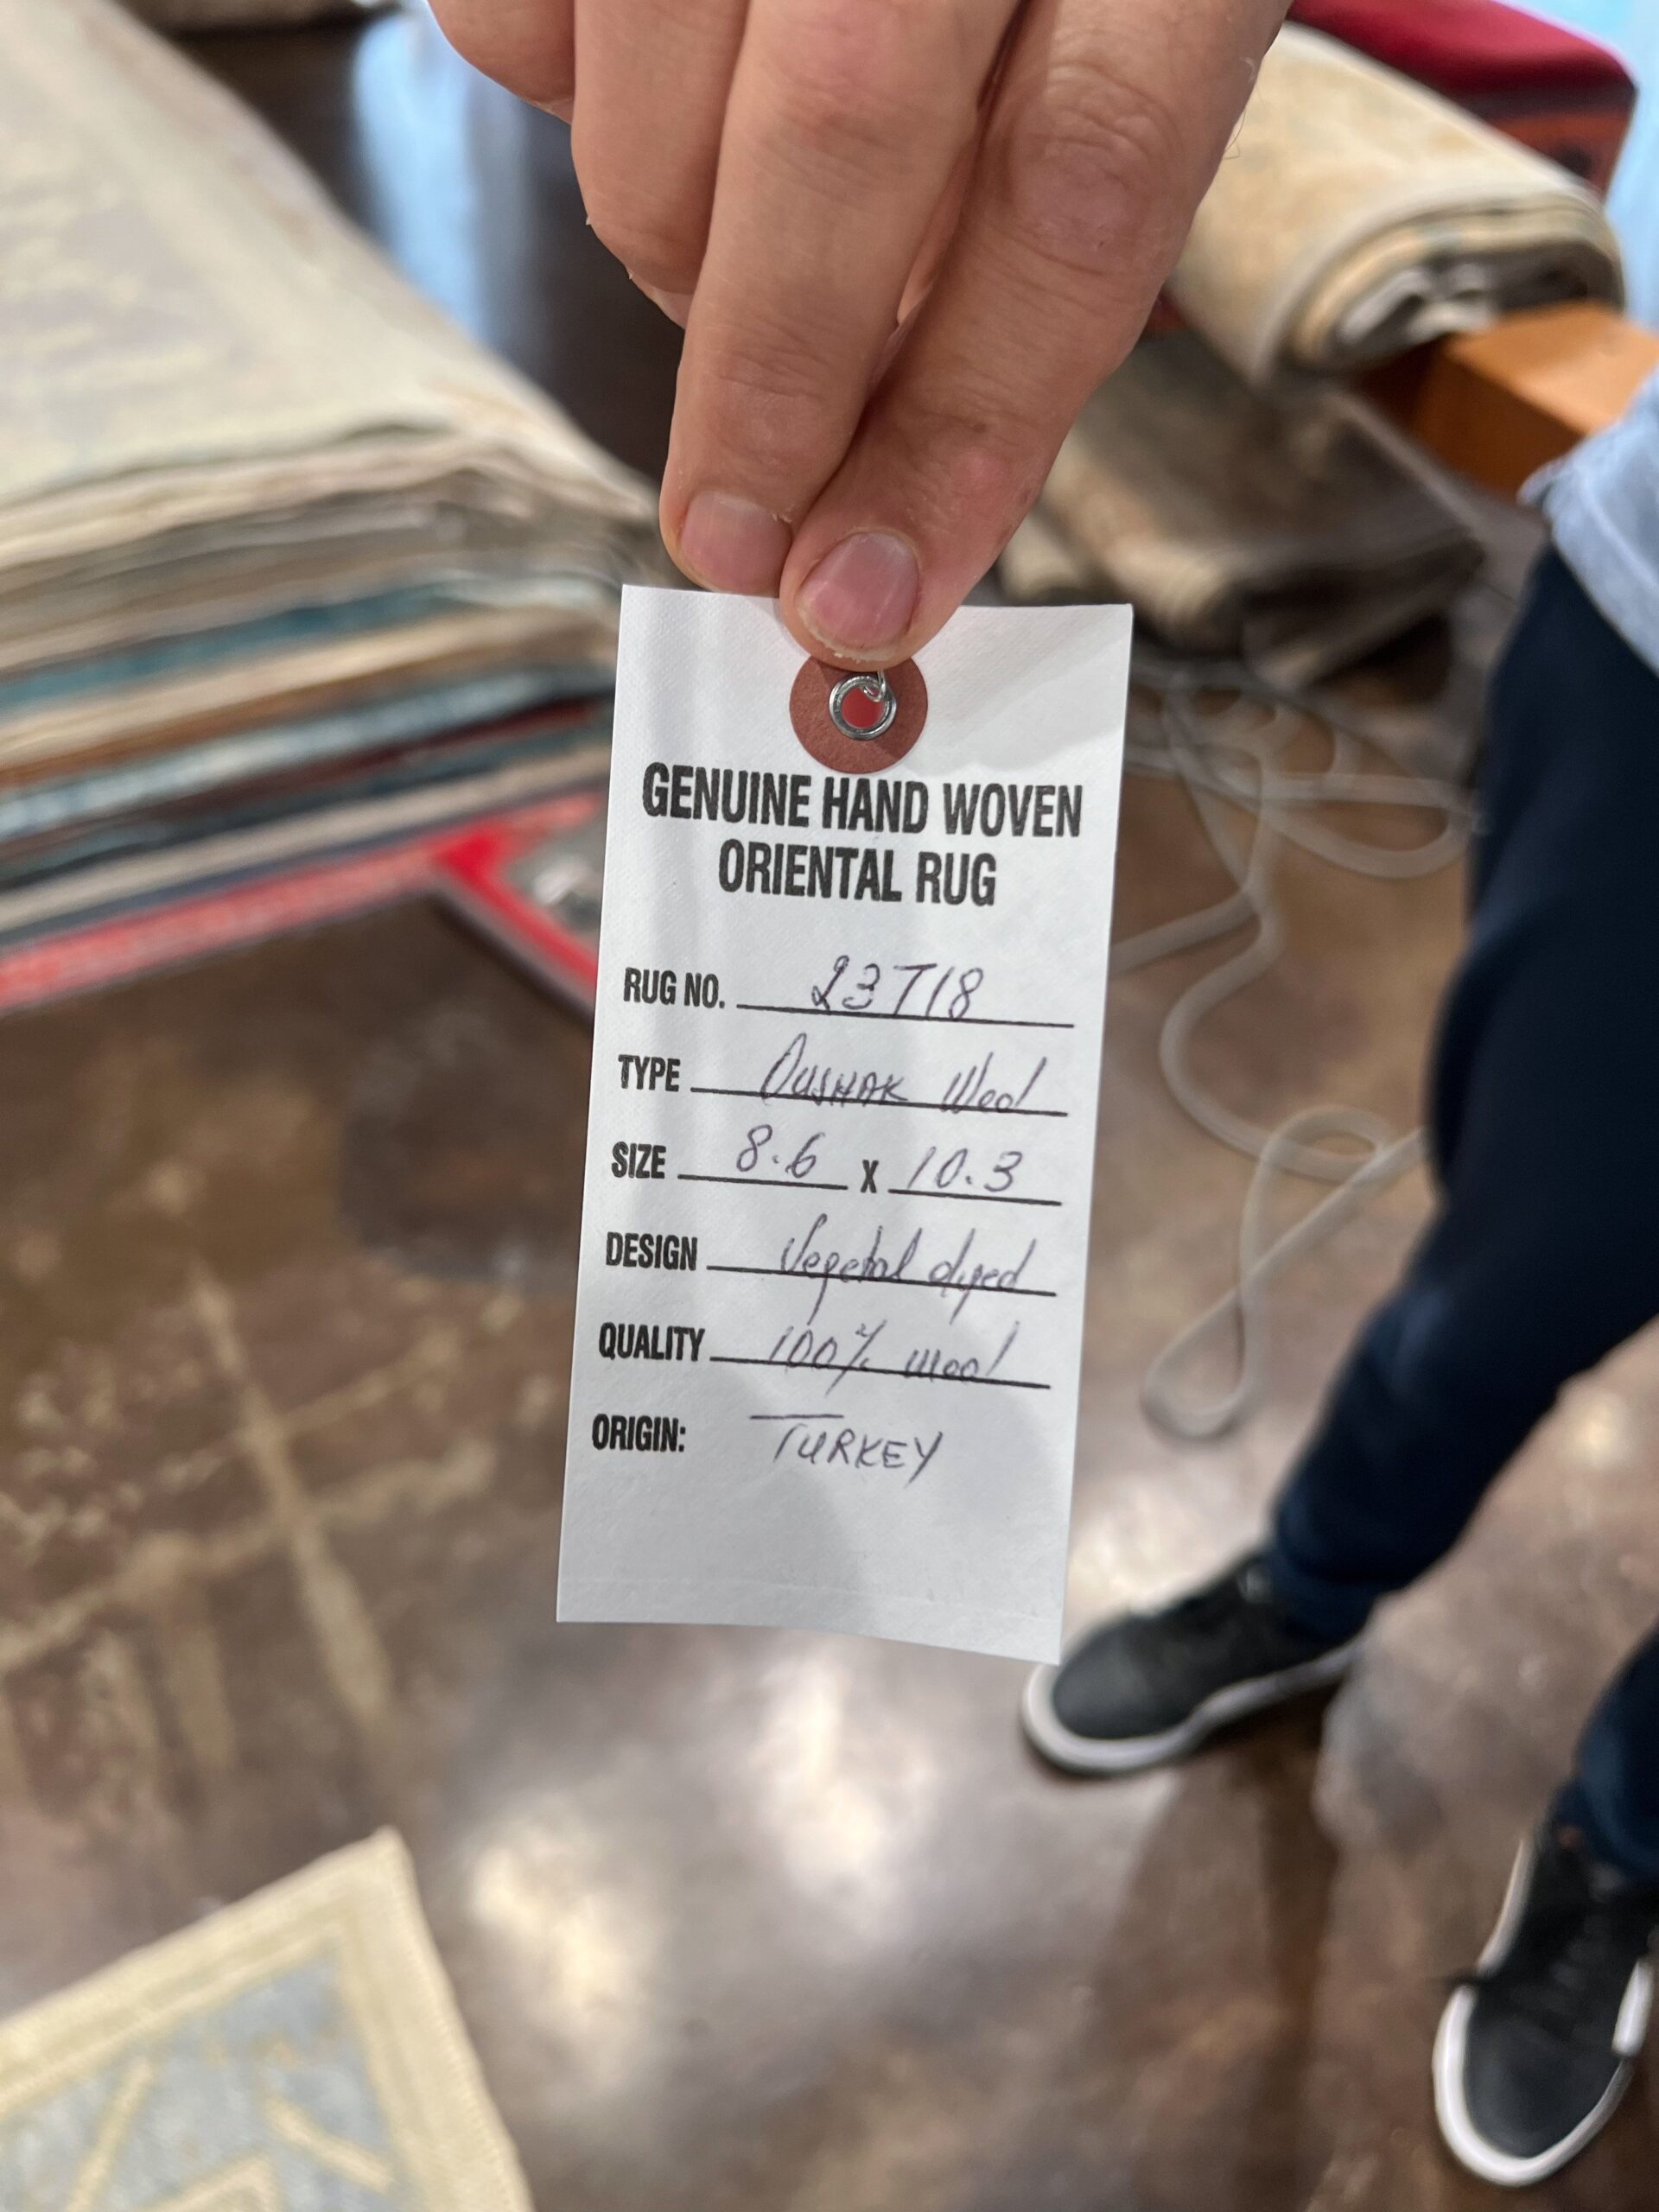 GENUINE HAND WOVEN
ORIENTAL RUG
RUG NO. 23718
TYPE OUSHAK Wool
SIZE 8.6 X 10.3
DESIGN Vegetal dyed
QUALITY 100% wool
ORIGIN: TURKEY